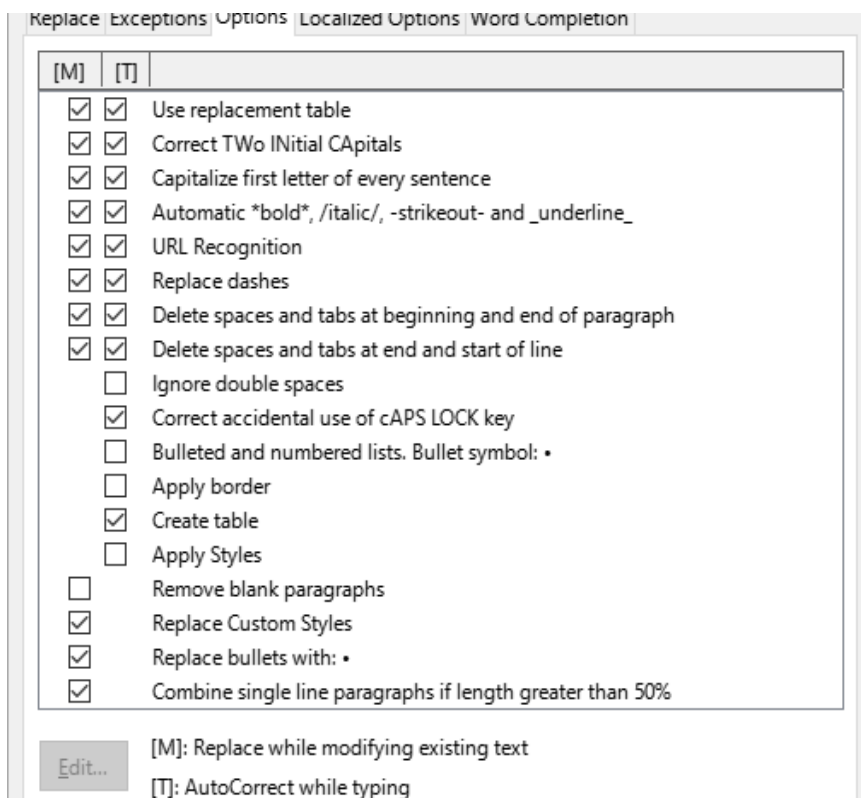 Replace Exceptions Options Localized Options Word Completion
[M] [T]
Use replacement table
Correct TWo INitial CApitals
Capitalize first letter of every sentence
Automatic *bold*, /italic/, -strikeout- and _underline_
URL Recognition
Replace dashes
Delete spaces and tabs at beginning and end of paragraph
Delete spaces and tabs at end and start of line
Ignore double spaces
Correct accidental use of cAPS LOCK key
Bulleted and numbered lists. Bullet symbol: •
Apply border
Create table
Apply Styles
Remove blank paragraphs
Replace Custom Styles
Replace bullets with: •
Combine single line paragraphs if length greater than 50%
Edit...
[M]: Replace while modifying existing text
[T]: AutoCorrect while typing